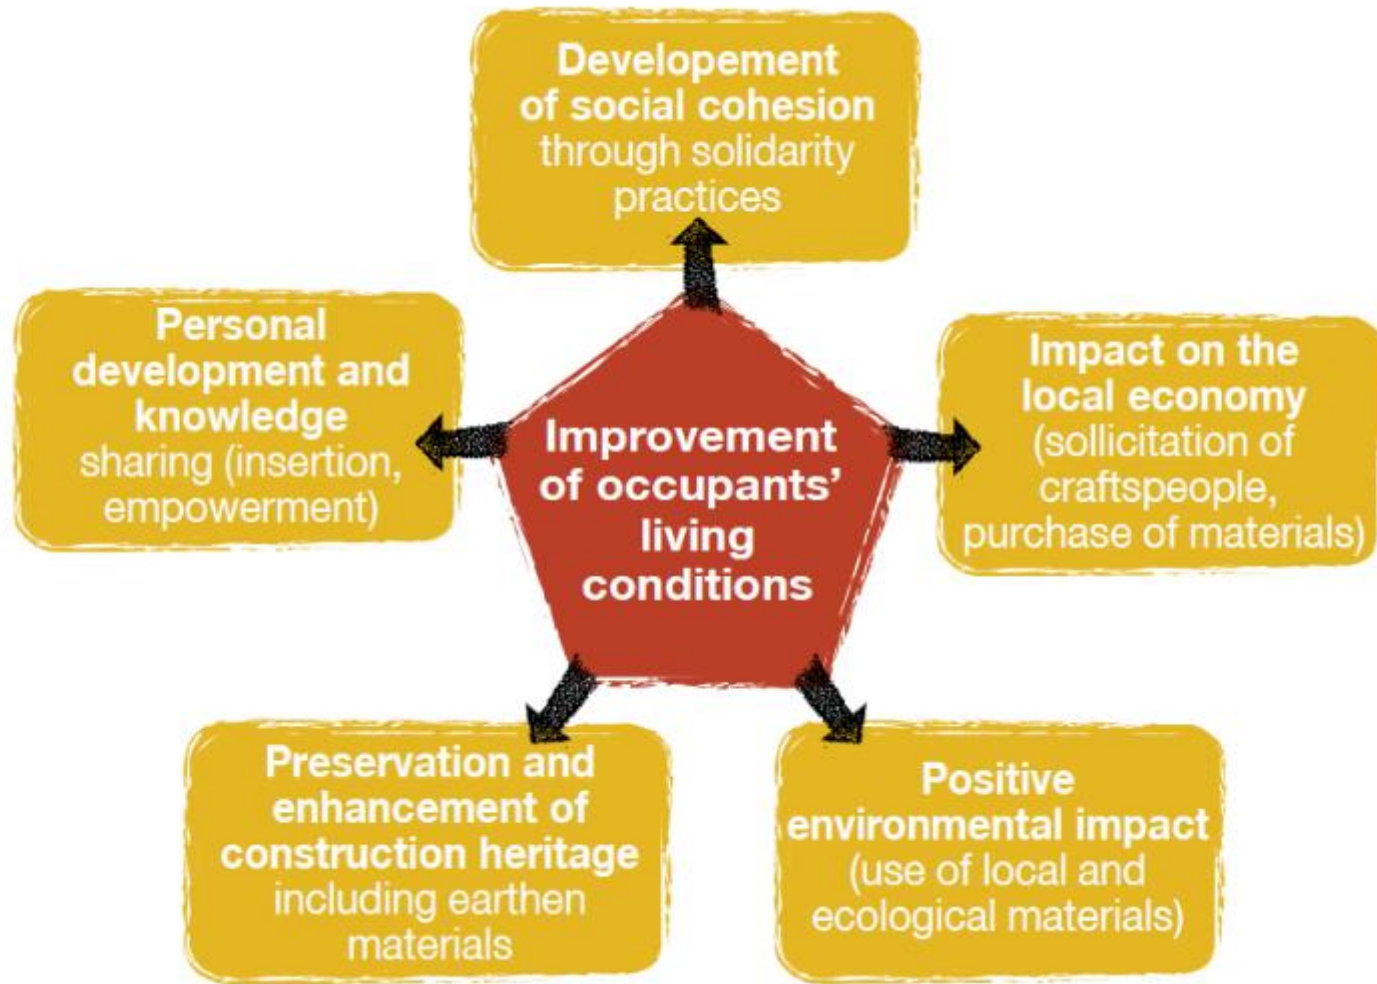 Developement
of social cohesion
through solidarity
practices
Personal
development and
knowledge
sharing (insertion,
empowerment)
Improvement
of occupants’
living
conditions
Impact on the
local economy
(sollicitation of
craftspeople,
purchase of materials)
Preservation and
enhancement of
construction heritage
including earthen
materials
Positive
environmental impact
(use of local and
ecological materials)